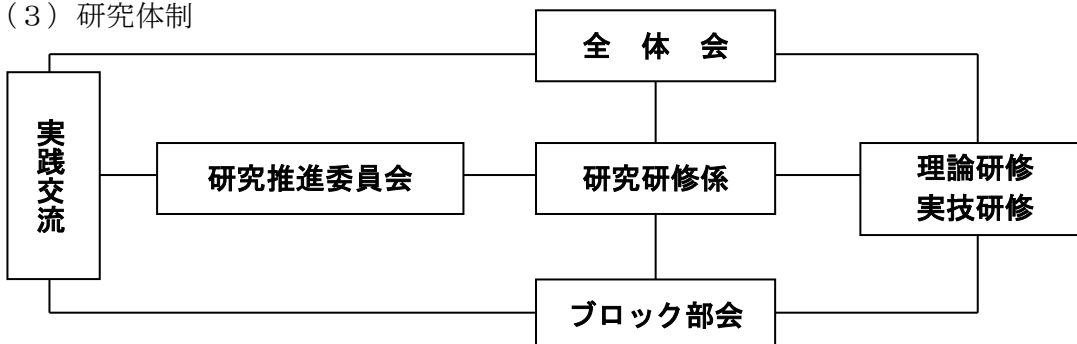 （３）研究体制
全　体　会
実践交流
研究推進委員会
研究研修係
理論研修
実技研修
ブロック部会